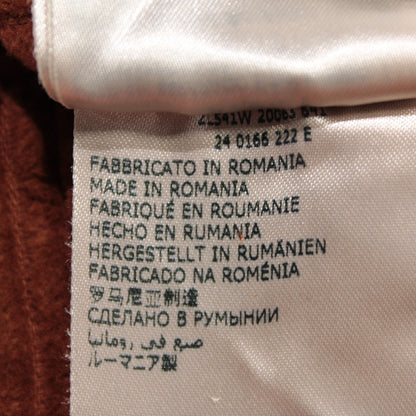 20083 641
24 0166 222 E
FABBRICATO IN ROMANIA
MADE IN ROMANIA
FABRIQUÉ EN ROUMANIE
HECHO EN RUMANIA
HERGESTELLT IN RUMÄNIEN
FABRICADO NA ROMÉNIA
罗马尼亚制造
СДЕЛАНО В РУМЫНИИ
صنع في رومانيا
ルーマニア製